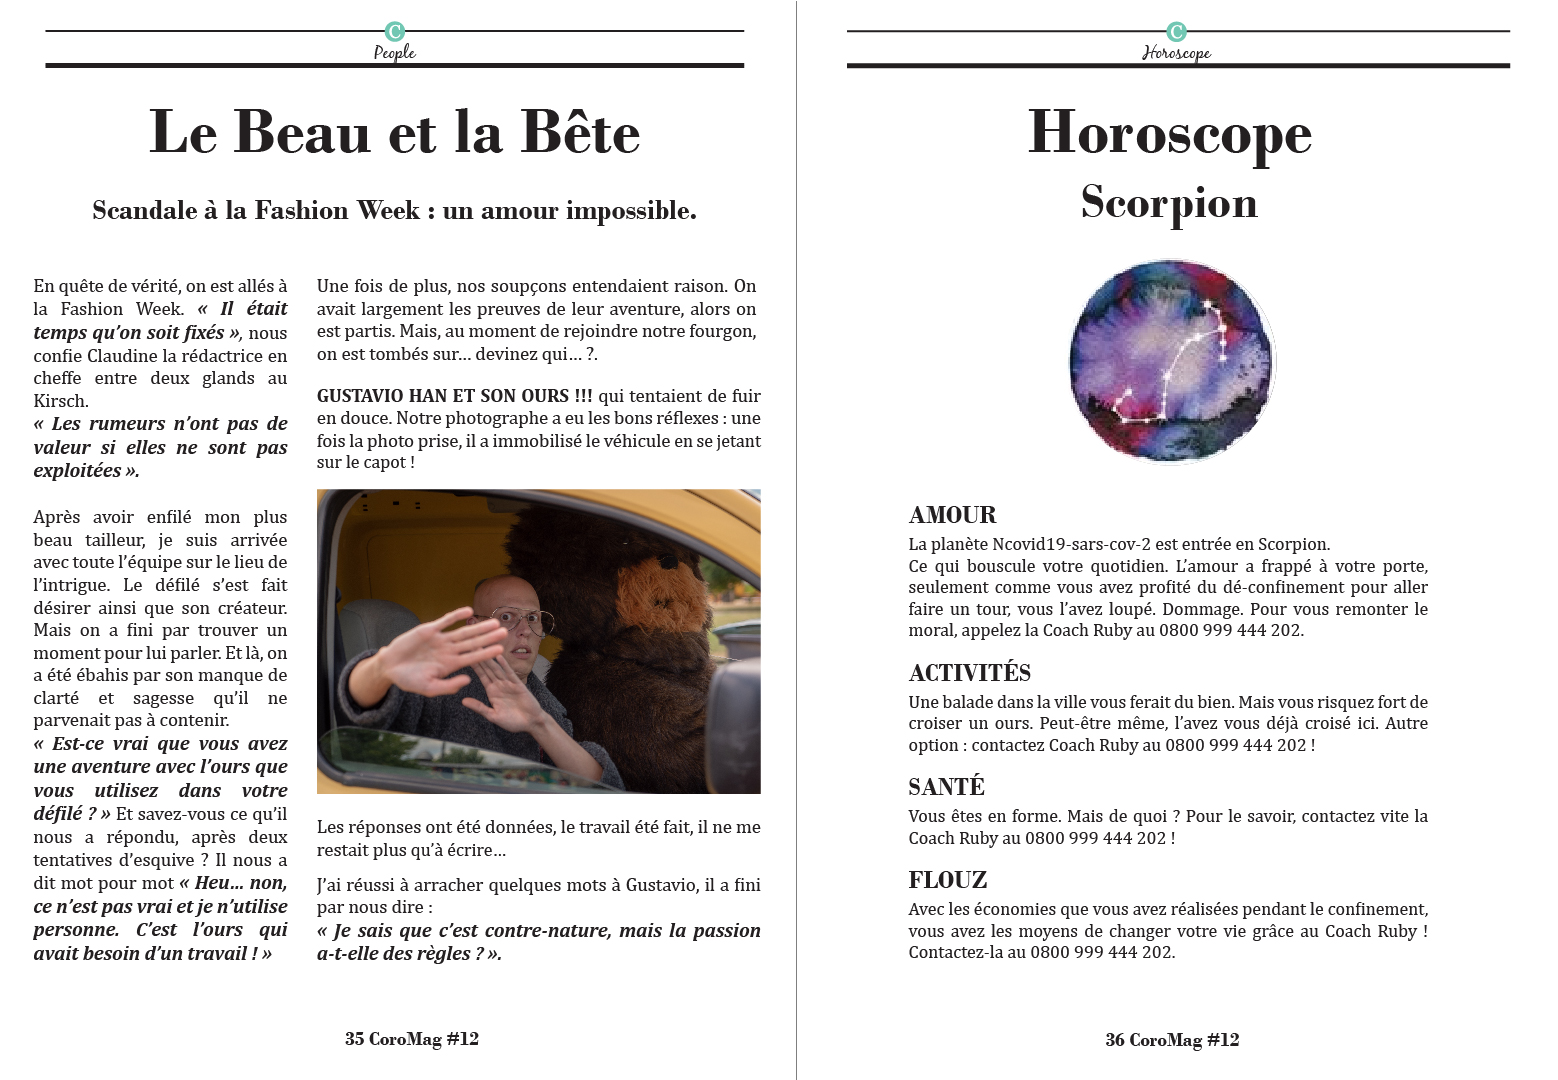 C
People
Le Beau et la Bête
Scandale à la Fashion Week : un amour impossible.
En quête de vérité, on est allés à
la Fashion Week. « Il était
temps qu’on soit fixés », nous
confie Claudine la rédactrice en
cheffe entre deux glands au
Kirsch.
« Les rumeurs n’ont pas de
valeur si elles ne sont pas
exploitées ».
Après avoir enfilé mon plus
beau tailleur, je suis arrivée
avec toute l’équipe sur le lieu de
l’intrigue. Le défilé s’est fait
désirer ainsi que son créateur.
Mais on a fini par trouver un
moment pour lui parler. Et là, on
a été ébahis par son manque de
clarté et sagesse qu’il ne
parvenait pas à contenir.
« Est-ce vrai que vous avez
une aventure avec l’ours que
vous utilisez dans votre
défilé ? » Et savez-vous ce qu’il
nous a répondu, après deux
tentatives d’esquive ? Il nous a
dit mot pour mot « Heu… non,
ce n’est pas vrai et je n’utilise
personne. C’est l’ours qui
avait besoin d’un travail ! »
Une fois de plus, nos soupçons entendaient raison. On
avait largement les preuves de leur aventure, alors on
est partis. Mais, au moment de rejoindre notre fourgon,
on est tombés sur… devinez qui… ?.
GUSTAVIO HAN ET SON OURS !!! qui tentaient de fuir
en douce. Notre photographe a eu les bons réflexes : une
fois la photo prise, il a immobilisé le véhicule en se jetant
sur le capot !
Les réponses ont été données, le travail été fait, il ne me
restait plus qu’à écrire…
J’ai réussi à arracher quelques mots à Gustavio, il a fini
par nous dire :
« Je sais que c’est contre-nature, mais la passion
a-t-elle des règles ? ».
35 CoroMag #12
C
Horoscope
Horoscope
Scorpion
AMOUR
La planète Ncovid19-sars-cov-2 est entrée en Scorpion.
Ce qui bouscule votre quotidien. L’amour a frappé à votre porte,
seulement comme vous avez profité du dé-confinement pour aller
faire un tour, vous l’avez loupé. Dommage. Pour vous remonter le
moral, appelez la Coach Ruby au 0800 999 444 202.
ACTIVITÉS
Une balade dans la ville vous ferait du bien. Mais vous risquez fort de
croiser un ours. Peut-être même, l’avez vous déjà croisé ici. Autre
option : contactez Coach Ruby au 0800 999 444 202 !
SANTÉ
Vous êtes en forme. Mais de quoi ? Pour le savoir, contactez vite la
Coach Ruby au 0800 999 444 202 !
FLOUZ
Avec les économies que vous avez réalisées pendant le confinement,
vous avez les moyens de changer votre vie grâce au Coach Ruby !
Contactez-la au 0800 999 444 202.
36 CoroMag #12